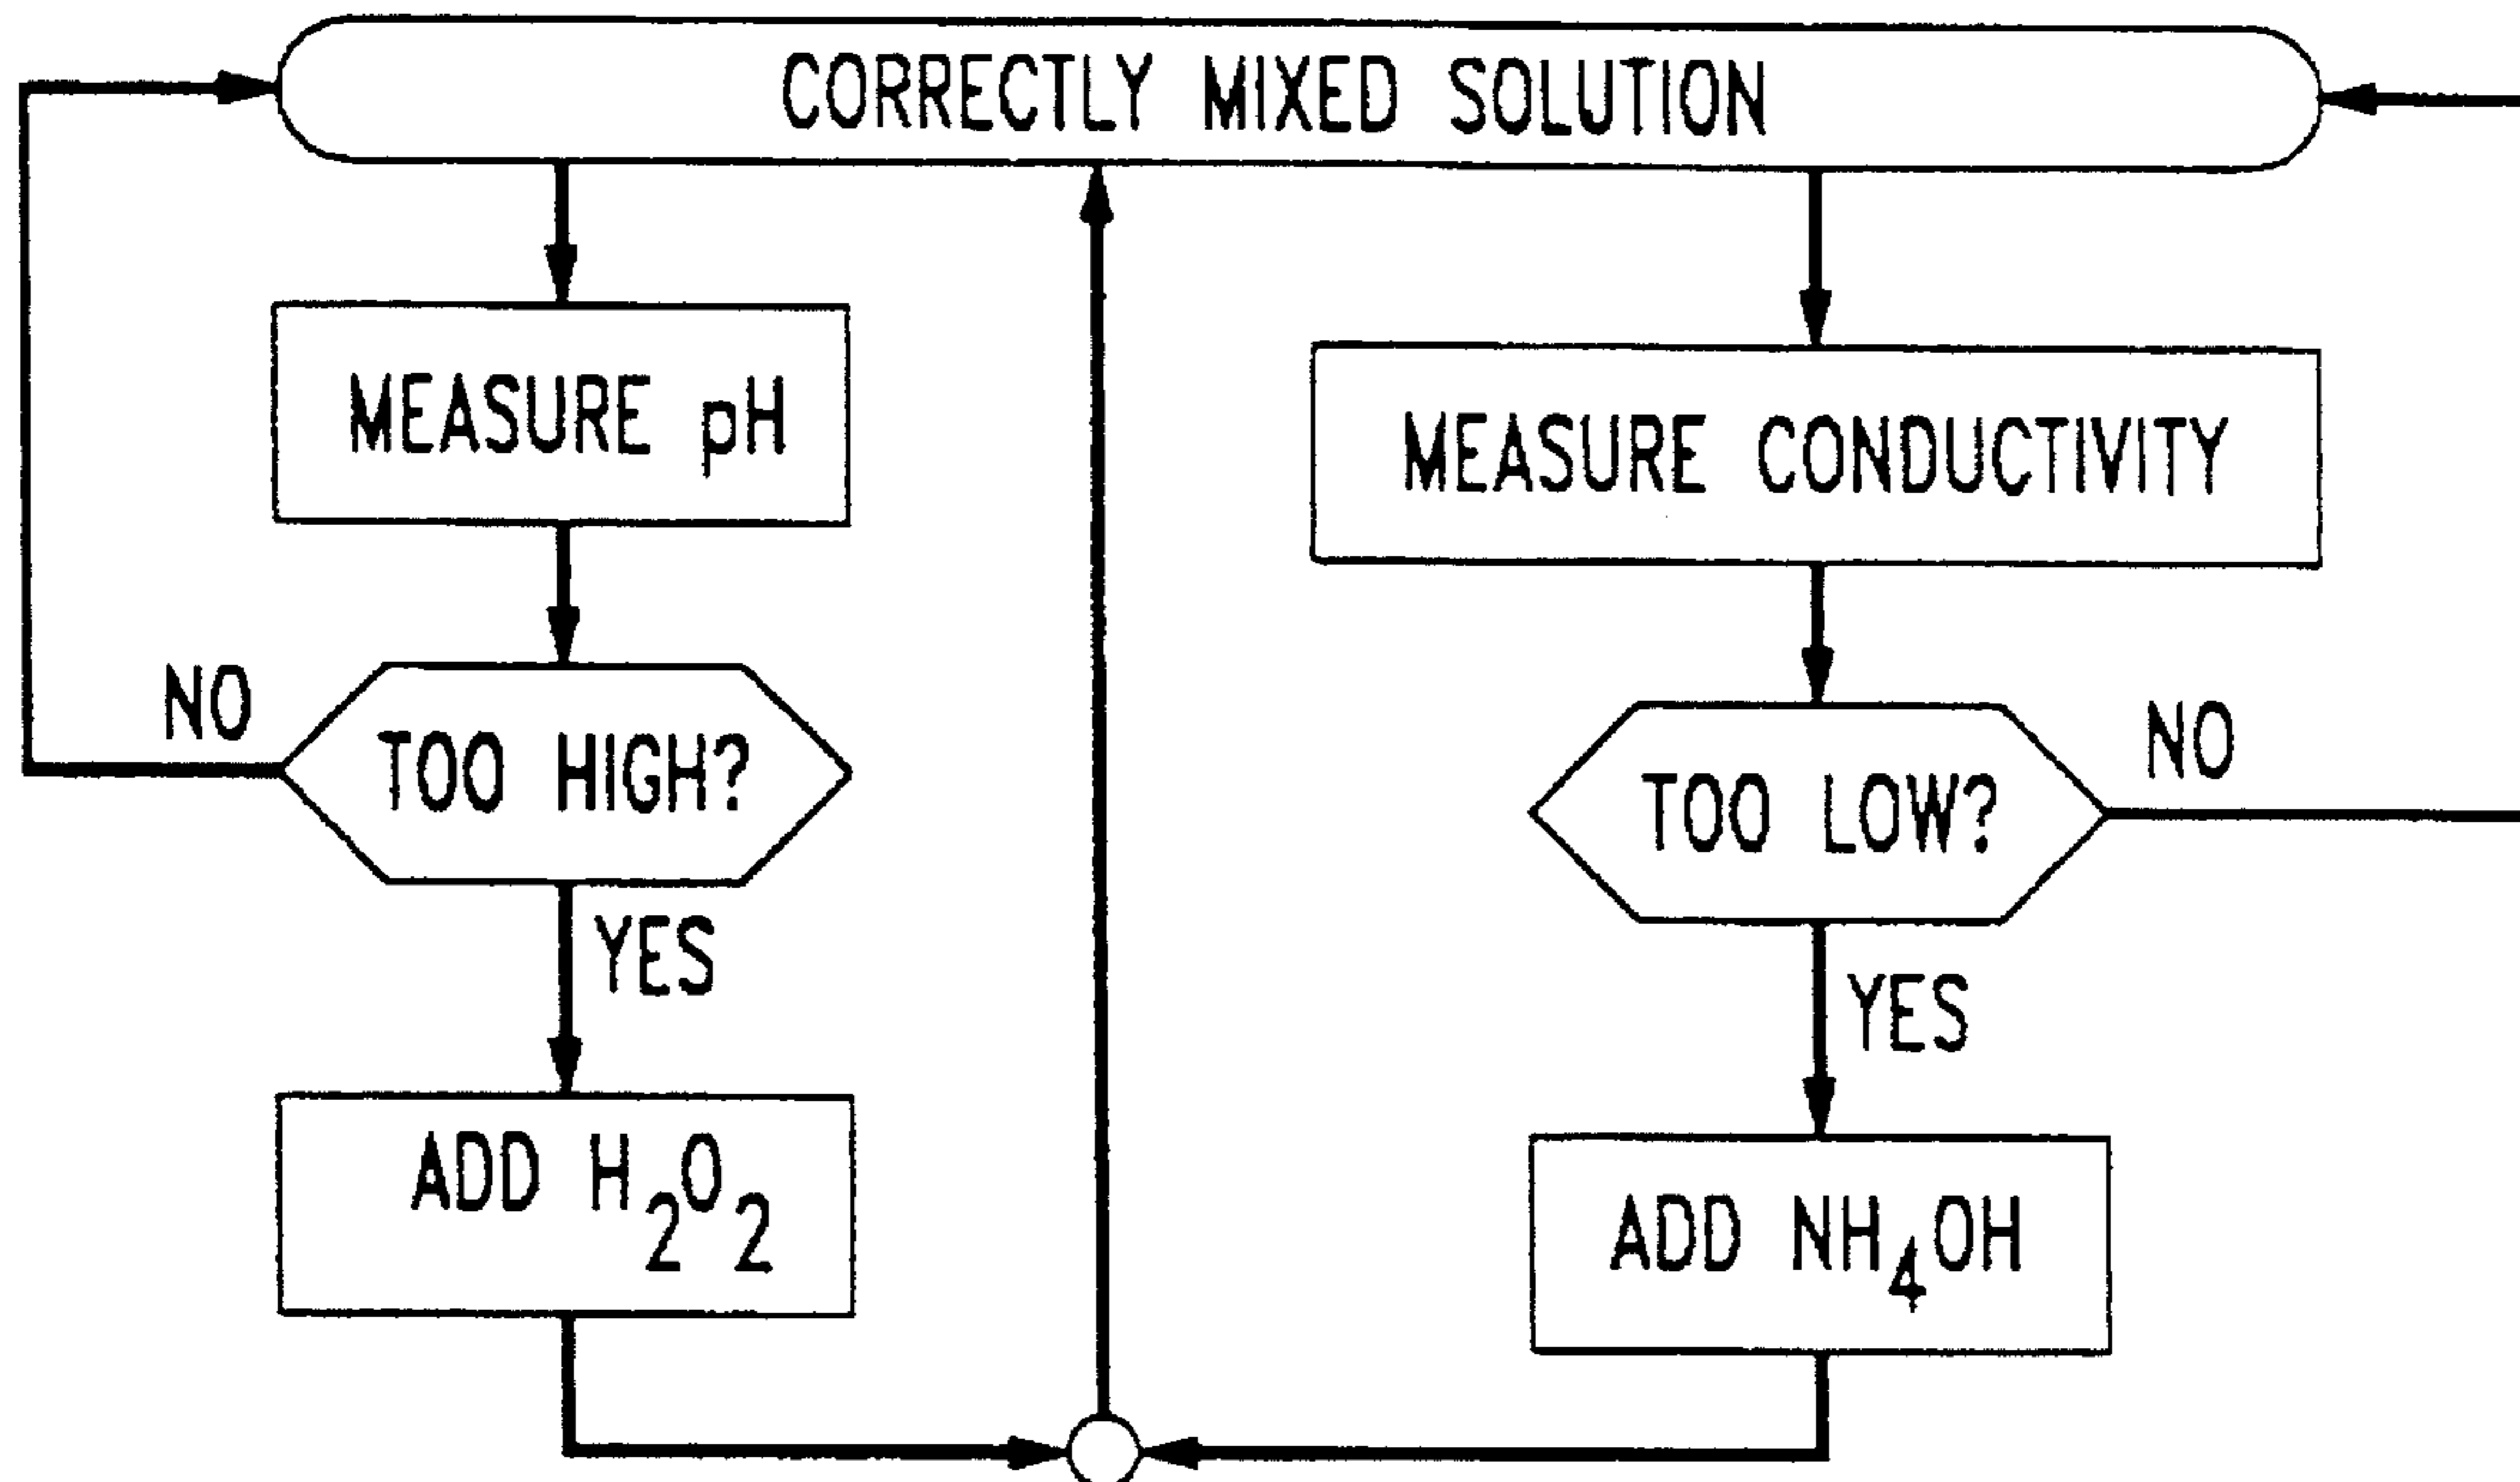 CORRECTLY MIXED SOLUTION
MEASURE pH
MEASURE CONDUCTIVITY
NO
TOO HIGH?
NO
TOO LOW?
YES
YES
ADD H₂O₂
ADD NH₄OH